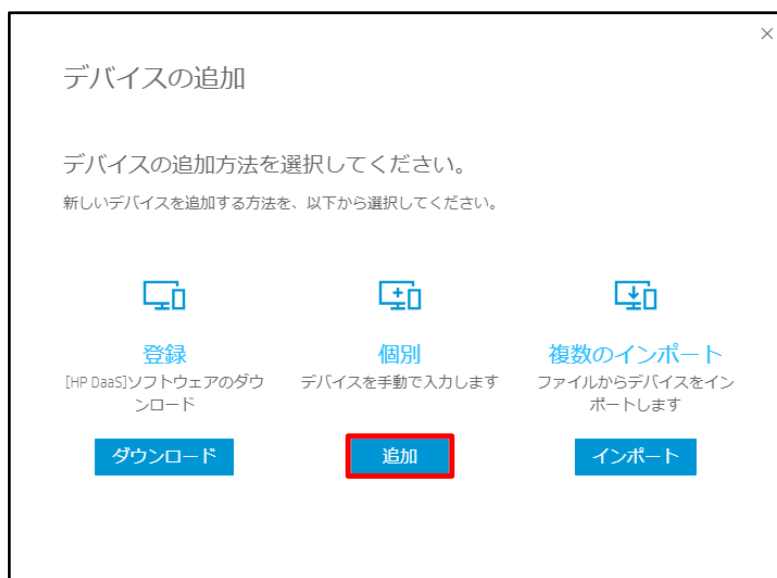 デバイスの追加
デバイスの追加方法を選択してください。
新しいデバイスを追加する方法を、以下から選択してください。
登録
[HP DaaS]ソフトウェアのダウ
ンロード
ダウンロード
個別
デバイスを手動で入力します
追加
複数のインポート
ファイルからデバイスをイン
ポートします
インポート